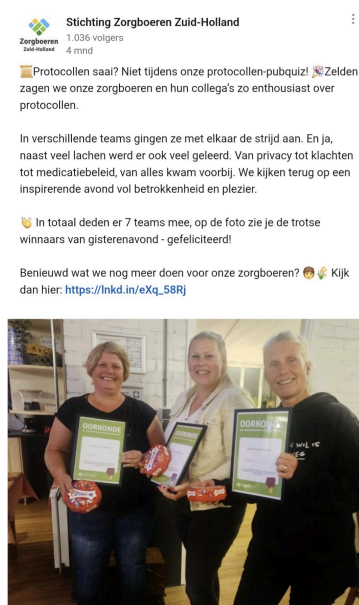 Stichting Zorgboeren Zuid-Holland
1.036 volgers
4 mnd
Zorgboeren
Zuid-Holland
📜Protocollen saai? Niet tijdens onze protocollen-pubquiz! 🎉Zelden
zagen we onze zorgboeren en hun collega's zo enthousiast over
protocollen.
In verschillende teams gingen ze met elkaar de strijd aan. En ja,
naast veel lachen werd er ook veel geleerd. Van privacy tot klachten
tot medicatiebeleid, van alles kwam voorbij. We kijken terug op een
inspirerende avond vol betrokkenheid en plezier.
👏 In totaal deden er 7 teams mee, op de foto zie je de trotse
winnaars van gisterenavond - gefeliciteerd!
Benieuwd wat we nog meer doen voor onze zorgboeren? 🧑🌾 Kijk
dan hier: https://lnkd.in/eXq_58Rj
OORKONDE
OORKONDE
OORKON
WIL IS